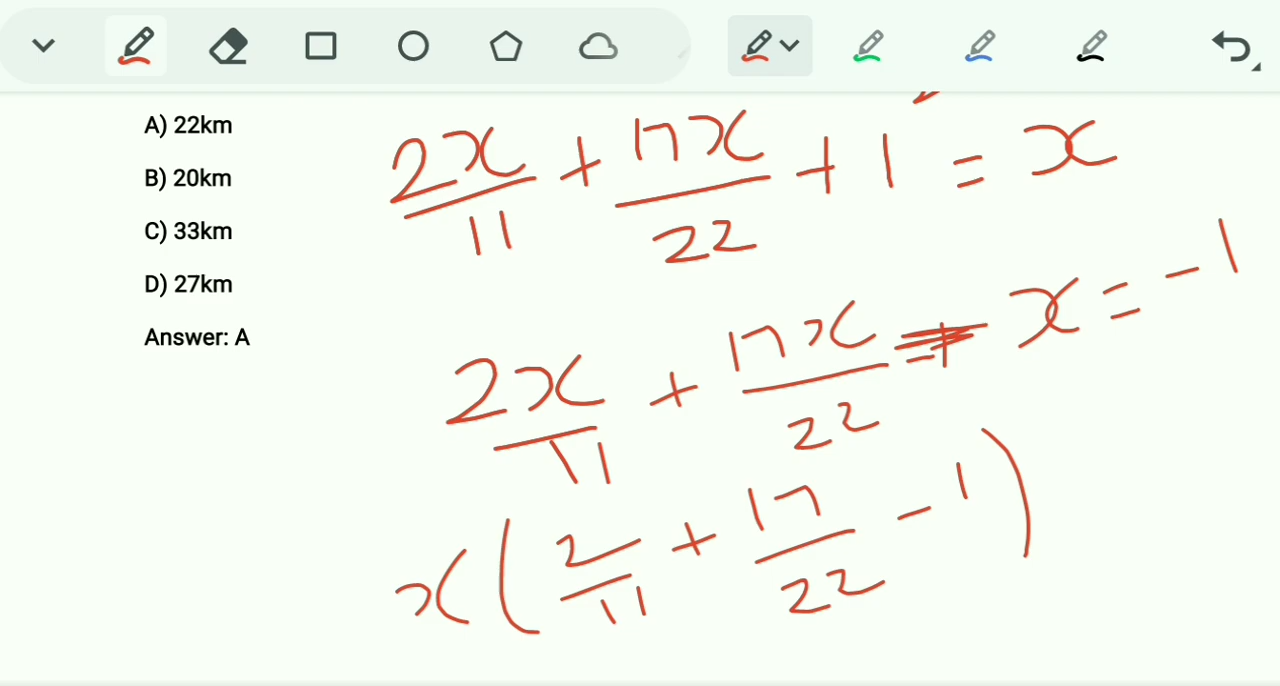 A) 22km
B) 20km
C) 33km
D) 27km
Answer: A
2x/11 + 17x/22 + 1 = x
2x/11 + 17x/22 - x = -1
x(2/11 + 17/22 - 1)